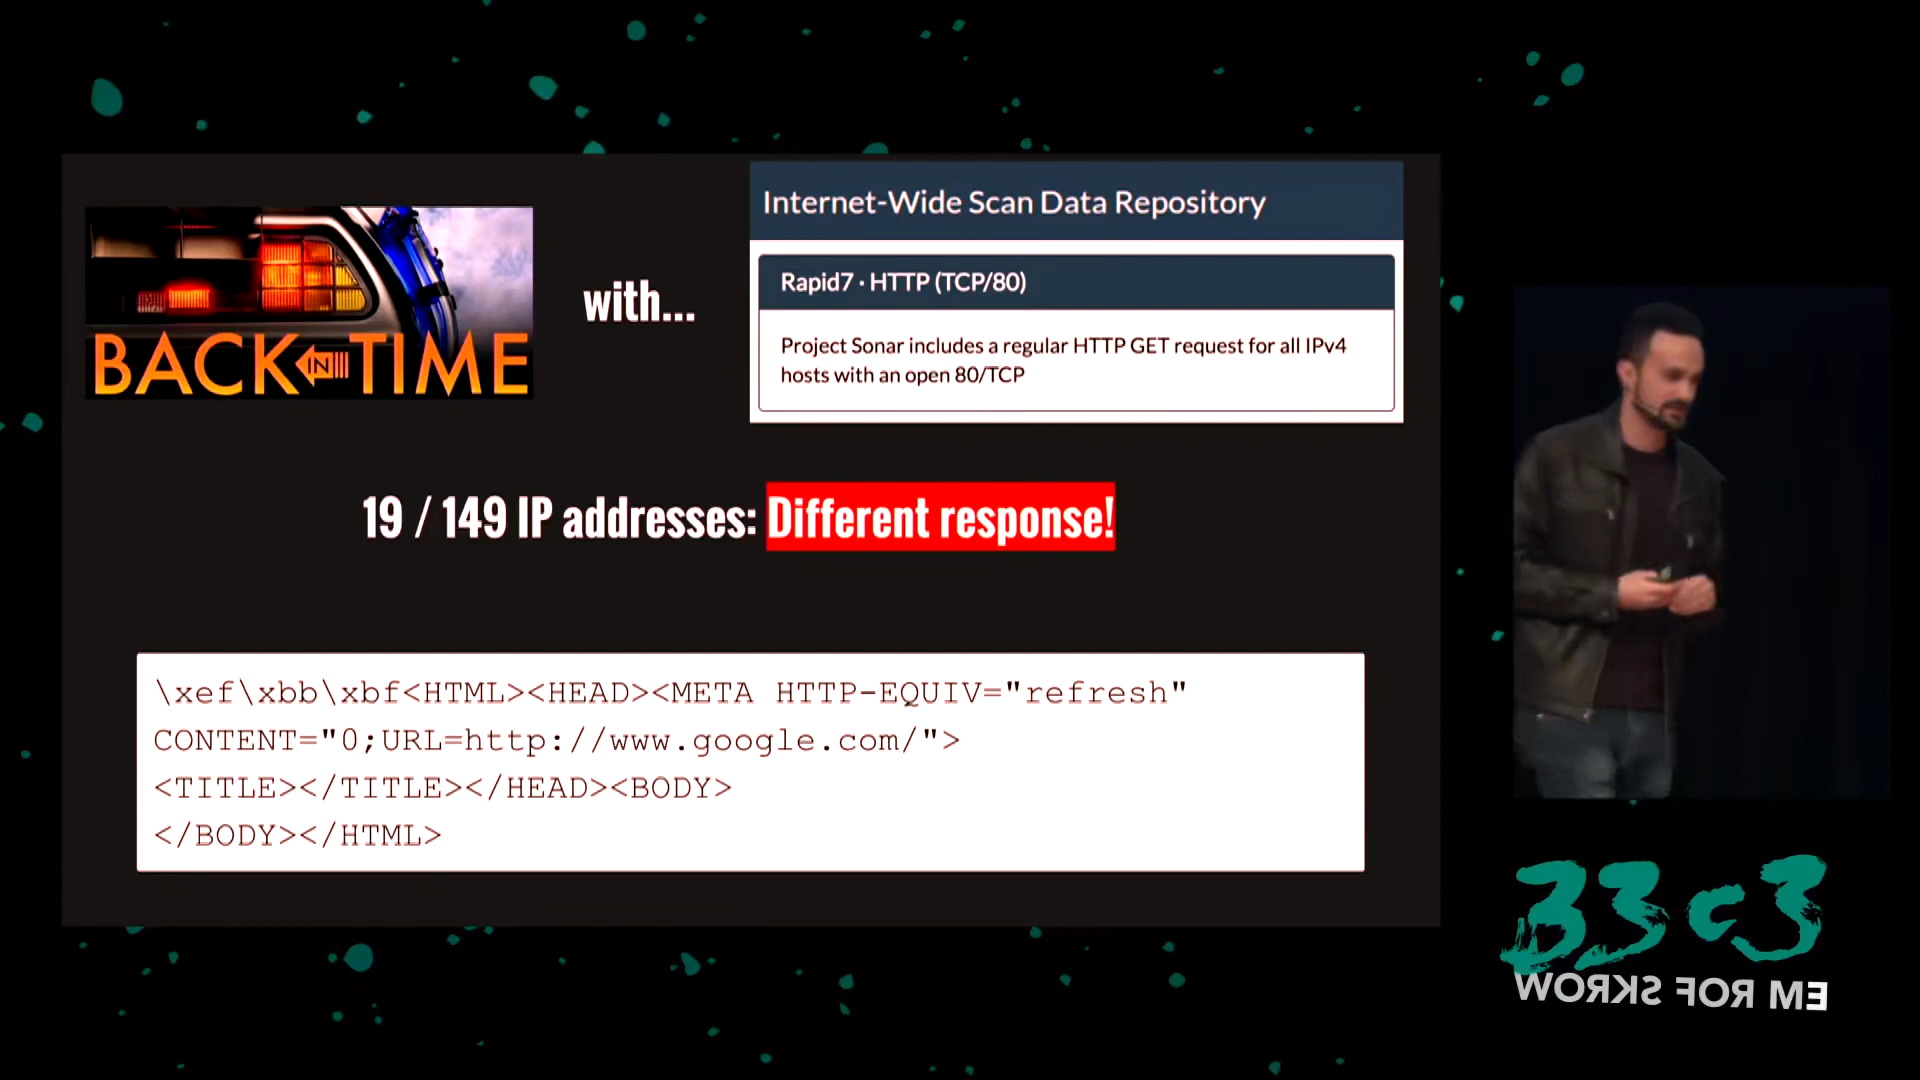 BACK IN TIME
with...
Internet-Wide Scan Data Repository
Rapid7 · HTTP (TCP/80)
Project Sonar includes a regular HTTP GET request for all IPv4
hosts with an open 80/TCP
19 / 149 IP addresses: Different response!
\xef\xbb\xbf<HTML><HEAD><META HTTP-EQUIV="refresh"
CONTENT="0;URL=http://www.google.com/">
<TITLE></TITLE></HEAD><BODY>
</BODY></HTML>
33c3
WORKS FOR ME